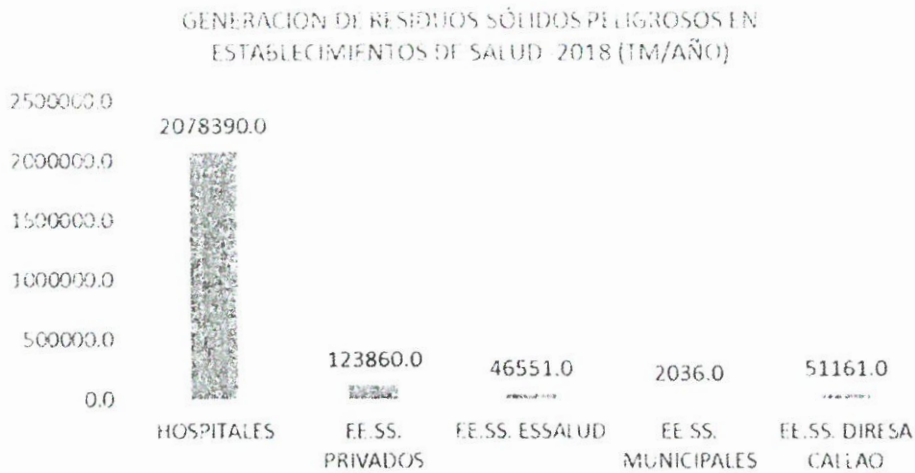 GENERACION DE RESIDUOS SÓLIDOS PELIGROSOS EN
ESTABLECIMIENTOS DE SALUD 2018 (TM/AÑO)
2500000.0
2078390.0
2000000.0
1500000.0
1000000.0
500000.0
123860.0
46551.0
2036.0
51161.0
0.0
HOSPITALES
EE.SS. PRIVADOS
EE.SS. ESSALUD
EE.SS. MUNICIPALES
EE.SS. DIRESA CALLAO